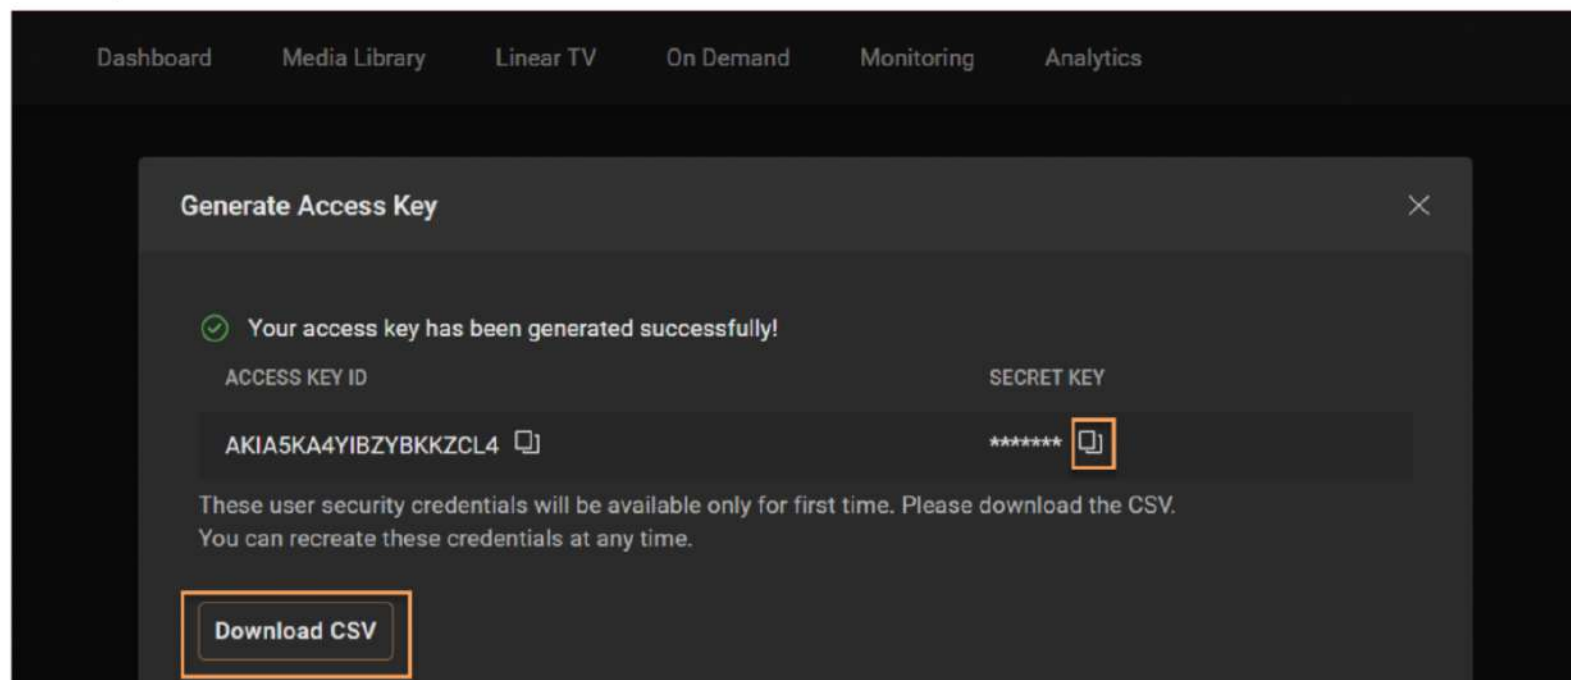 Dashboard Media Library Linear TV On Demand Monitoring Analytics
Generate Access Key
Your access key has been generated successfully!
ACCESS KEY ID SECRET KEY
AKIA5KA4YIBZYBKKZCL4 *******
These user security credentials will be available only for first time. Please download the CSV.
You can recreate these credentials at any time.
Download CSV